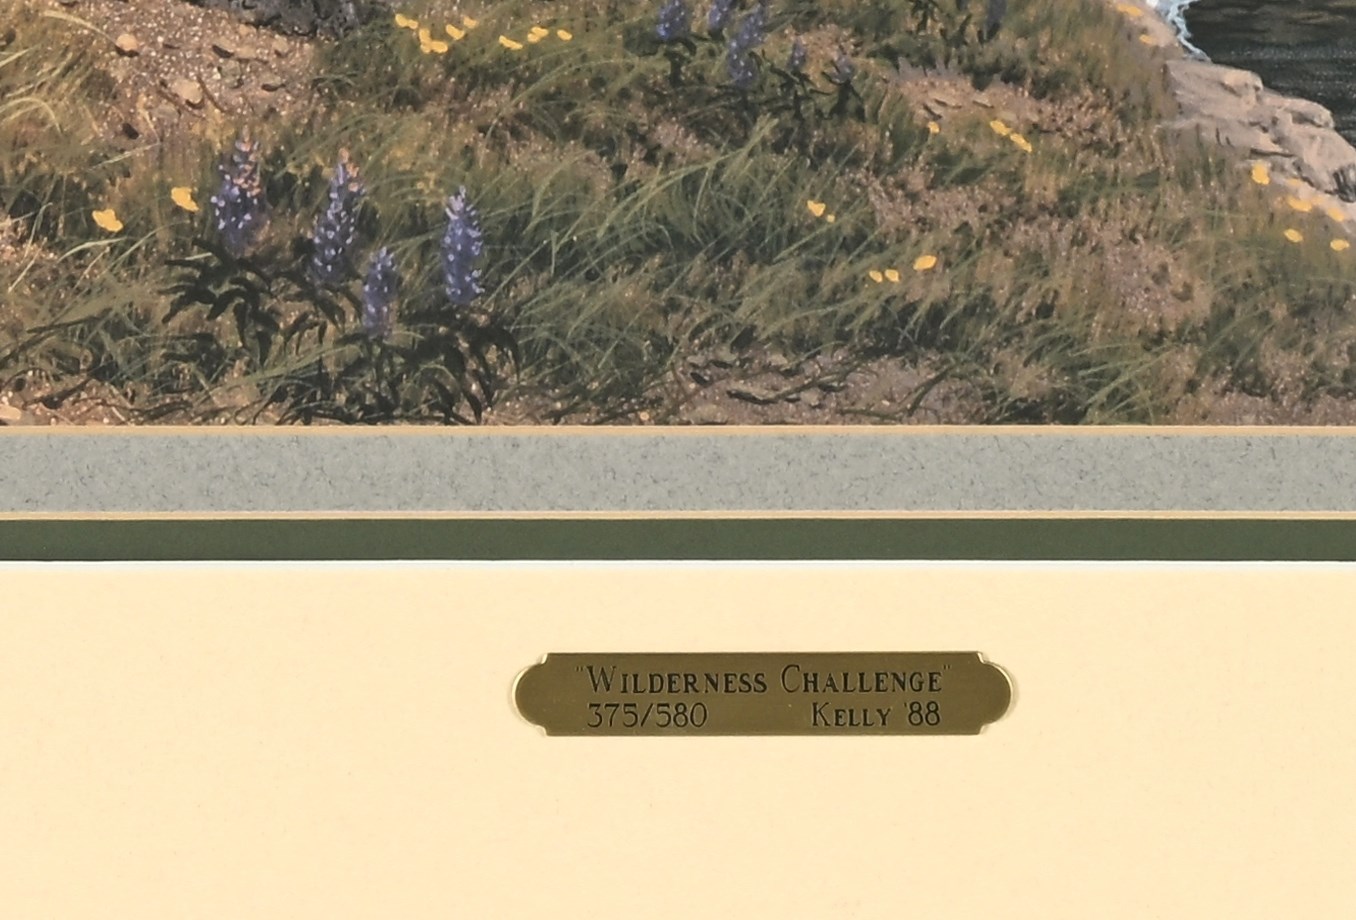 "Wilderness Challenge"
375/580 Kelly '88